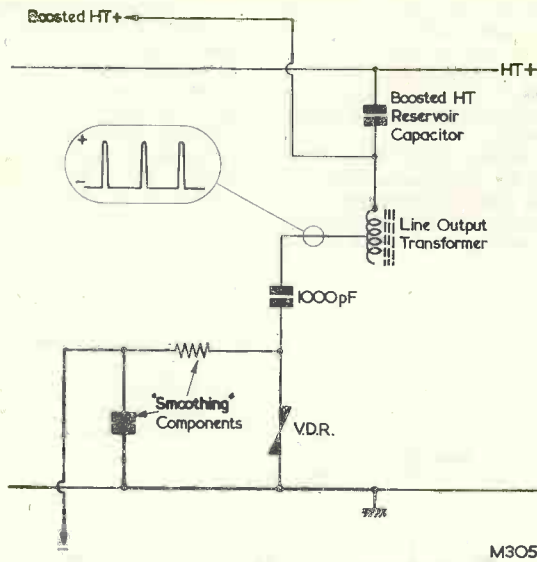 Boosted HT+
HT+
Boosted HT
Reservoir
Capacitor
+
−
Line Output
Transformer
1000pF
"Smoothing"
Components
V.D.R.
M305